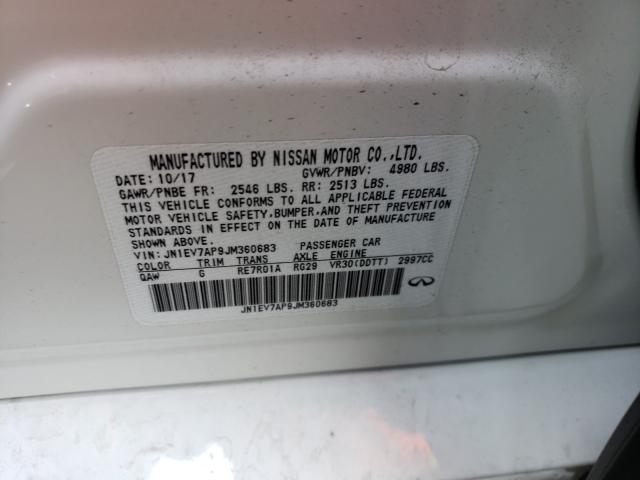 MANUFACTURED BY NISSAN MOTOR CO.,LTD.
DATE: 10/17 GVWR/PNBV: 4980 LBS.
GAWR/PNBE FR: 2546 LBS. RR: 2513 LBS.
THIS VEHICLE CONFORMS TO ALL APPLICABLE FEDERAL
MOTOR VEHICLE SAFETY,BUMPER,AND THEFT PREVENTION
STANDARDS IN EFFECT ON THE DATE OF MANUFACTURE
SHOWN ABOVE.
VIN: JN1EV7AP9JM360683 PASSENGER CAR
COLOR TRIM TRANS AXLE ENGINE
QAW G RE7R01A RG29 VR30(DDTT) 2997CC
JN1EV7AP9JM360683